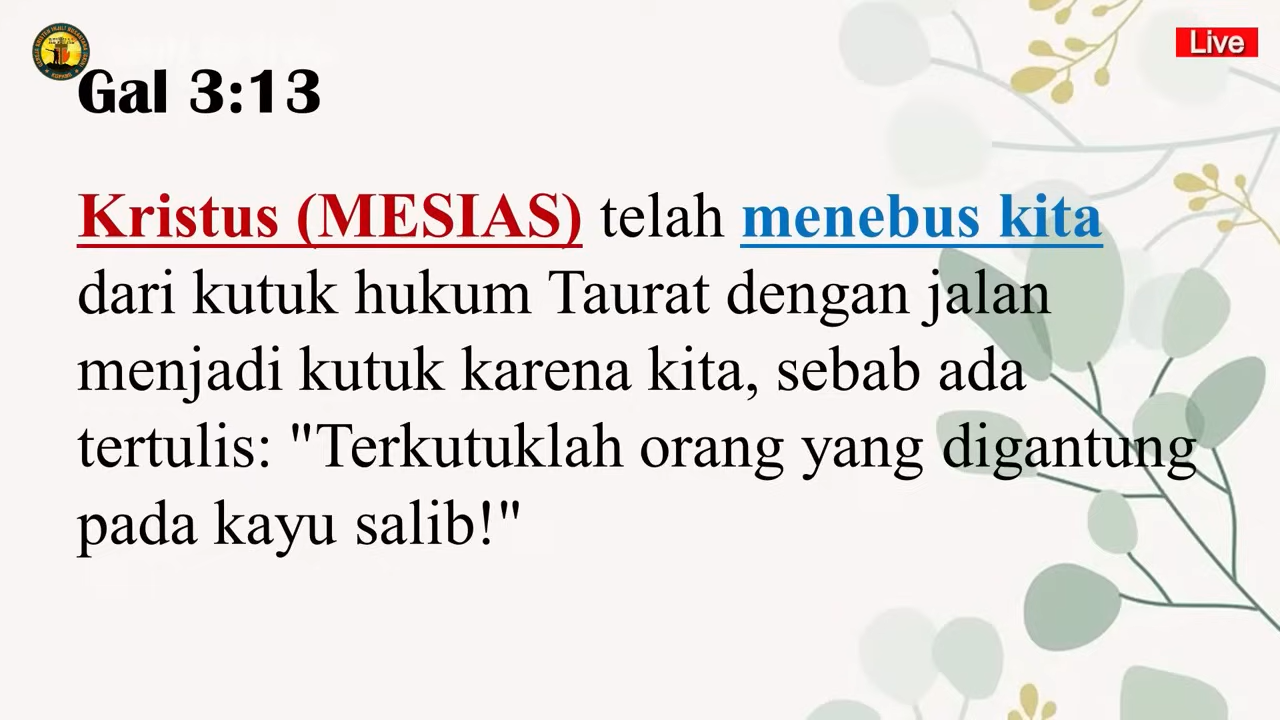 Live
Gal 3:13
Kristus (MESIAS) telah menebus kita
dari kutuk hukum Taurat dengan jalan
menjadi kutuk karena kita, sebab ada
tertulis: "Terkutuklah orang yang digantung
pada kayu salib!"